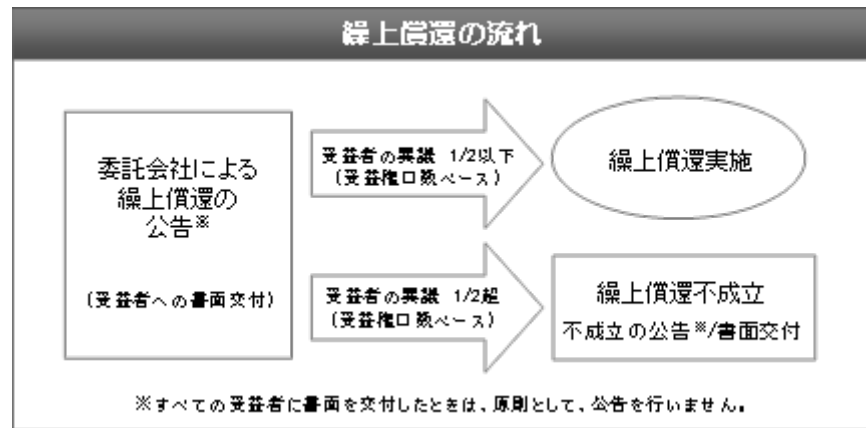 繰上償還の流れ
委託会社による
繰上償還の
公告※
(受益者への書面交付)
受益者の異議 1/2以下
(受益権口数ベース)
繰上償還実施
受益者の異議 1/2超
(受益権口数ベース)
繰上償還不成立
不成立の公告※/書面交付
※すべての受益者に書面を交付したときは、原則として、公告を行いません。